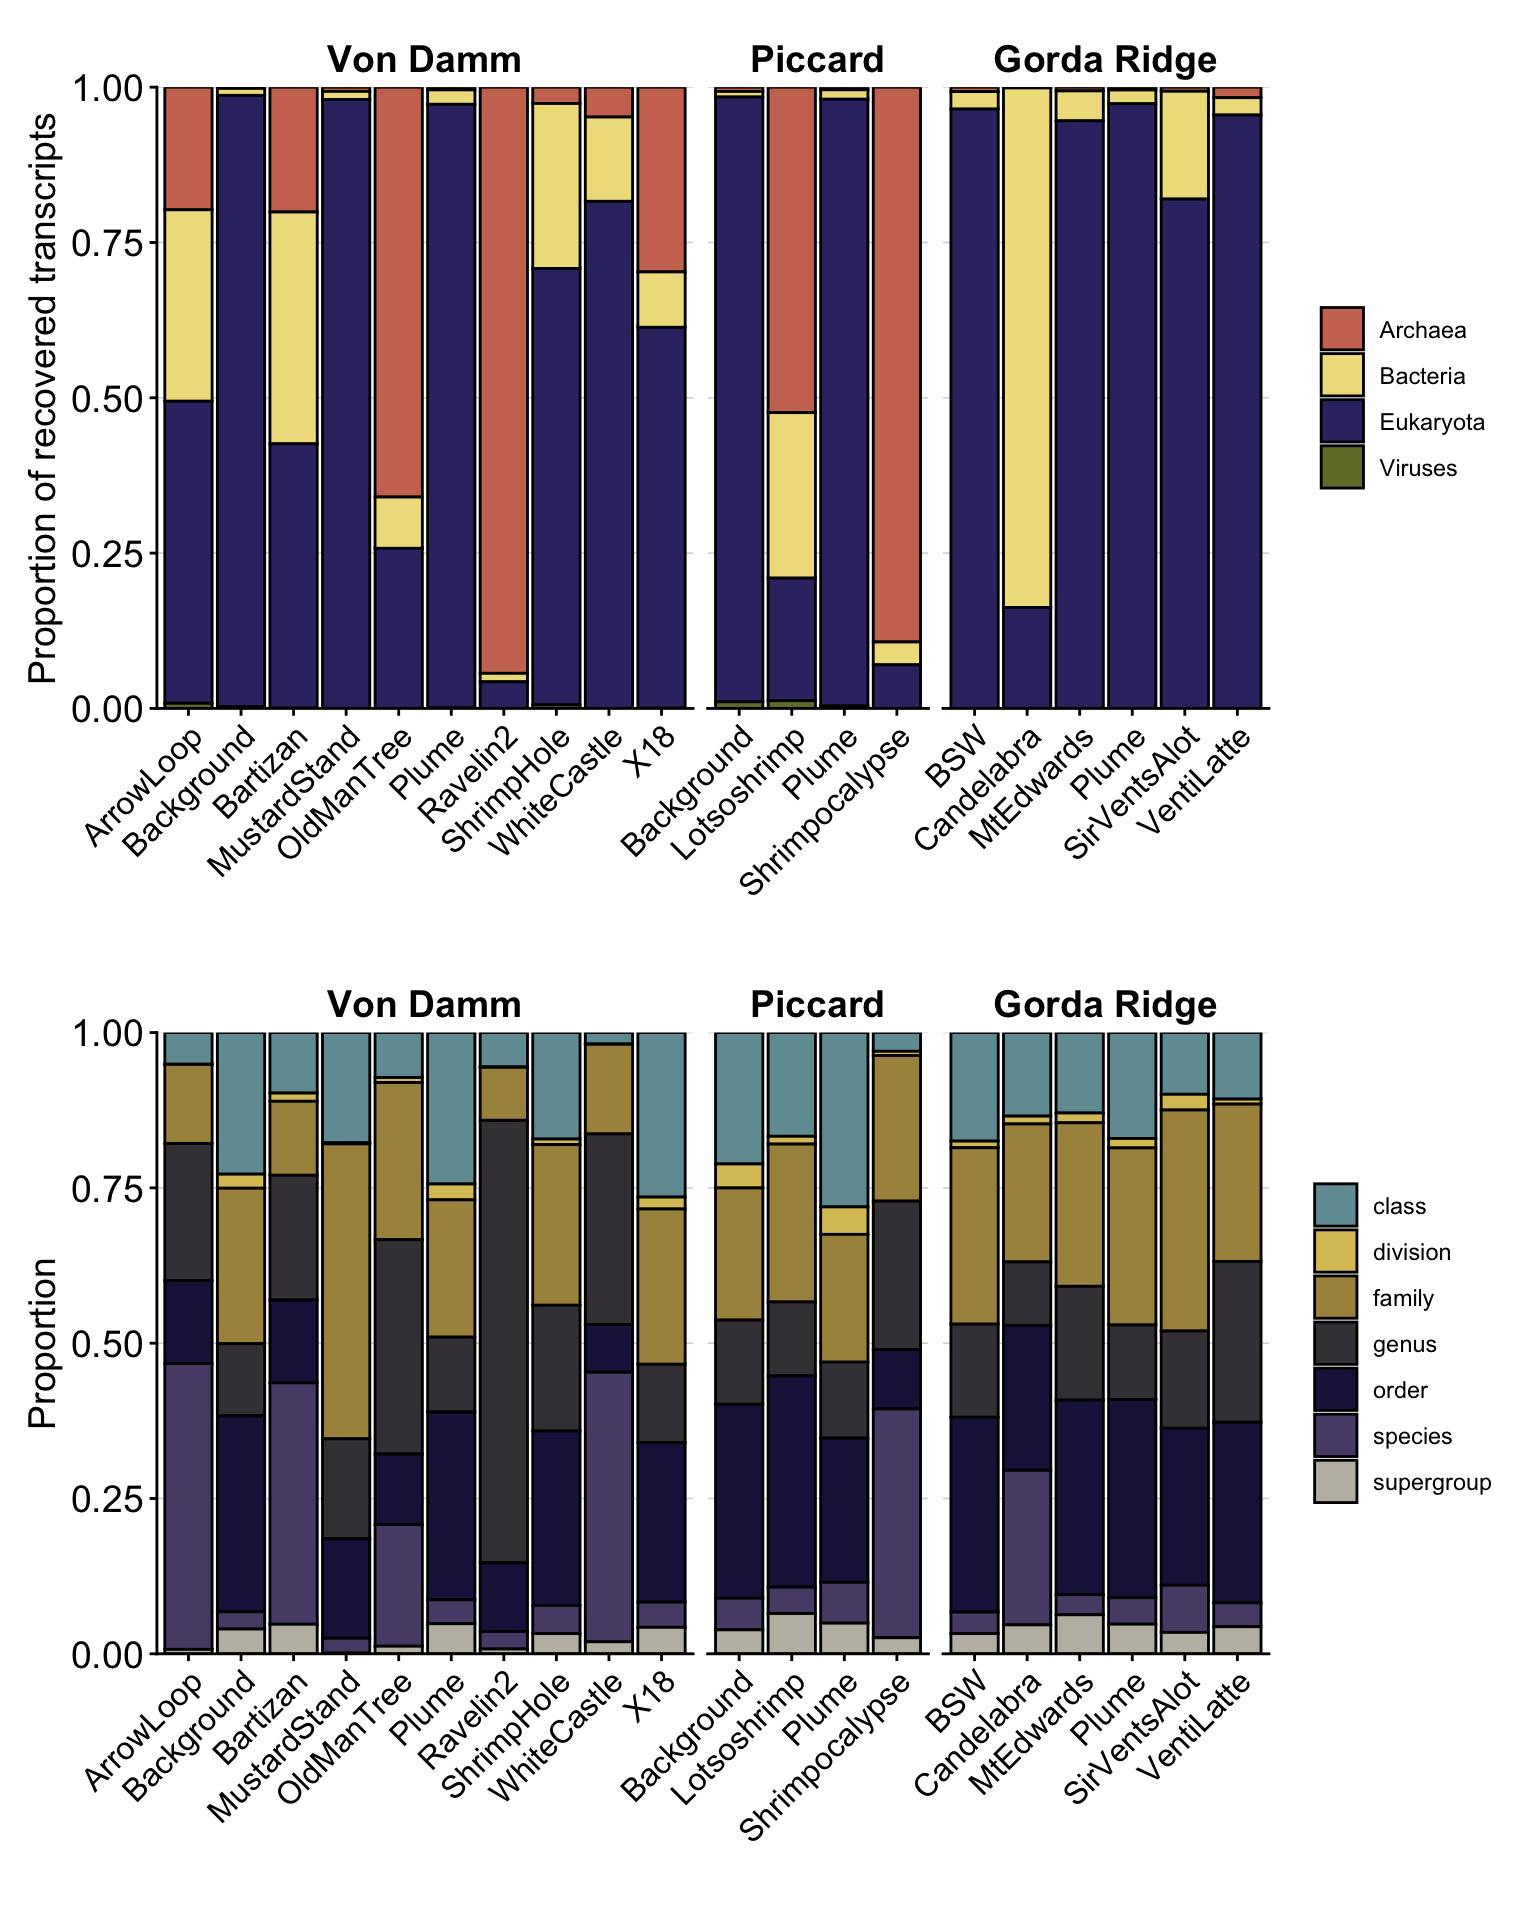 Von Damm
Piccard
Gorda Ridge
Proportion of recovered transcripts
1.00
0.75
0.50
0.25
0.00
ArrowLoop
Background
Bartizan
MustardStand
OldManTree
Plume
Ravelin2
ShrimpHole
WhiteCastle
X18
Background
Lotsoshrimp
Plume
Shrimpocalypse
BSW
Candelabra
MtEdwards
Plume
SirVentsAlot
VentiLatte
Archaea
Bacteria
Eukaryota
Viruses
Von Damm
Piccard
Gorda Ridge
Proportion
1.00
0.75
0.50
0.25
0.00
ArrowLoop
Background
Bartizan
MustardStand
OldManTree
Plume
Ravelin2
ShrimpHole
WhiteCastle
X18
Background
Lotsoshrimp
Plume
Shrimpocalypse
BSW
Candelabra
MtEdwards
Plume
SirVentsAlot
VentiLatte
class
division
family
genus
order
species
supergroup